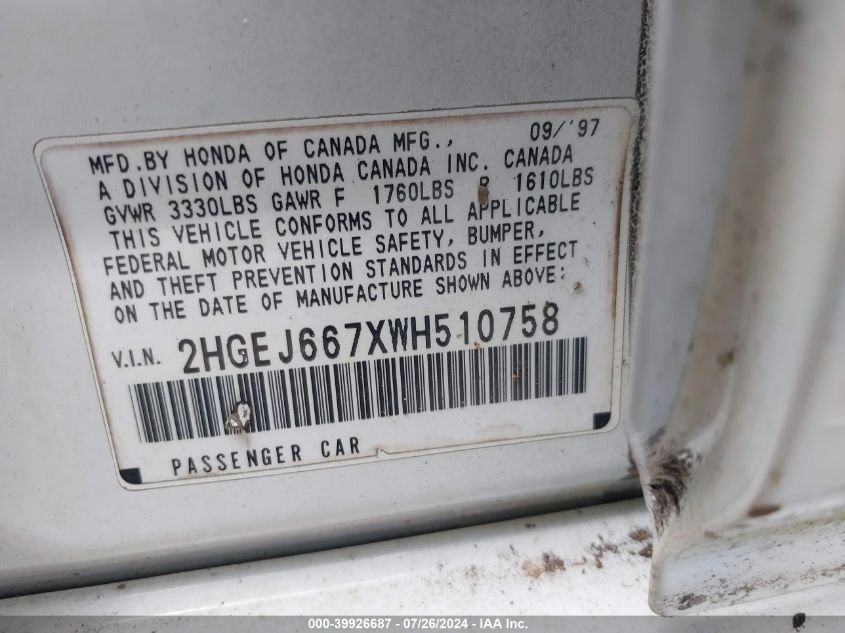 MFD.BY HONDA OF CANADA MFG., 09/'97
A DIVISION OF HONDA CANADA INC. CANADA
GVWR 3330LBS GAWR F 1760LBS R 1610LBS
THIS VEHICLE CONFORMS TO ALL APPLICABLE
FEDERAL MOTOR VEHICLE SAFETY, BUMPER,
AND THEFT PREVENTION STANDARDS IN EFFECT
ON THE DATE OF MANUFACTURE SHOWN ABOVE:
V.I.N. 2HGEJ667XWH510758
PASSENGER CAR
000-39926687 - 07/26/2024 - IAA Inc.